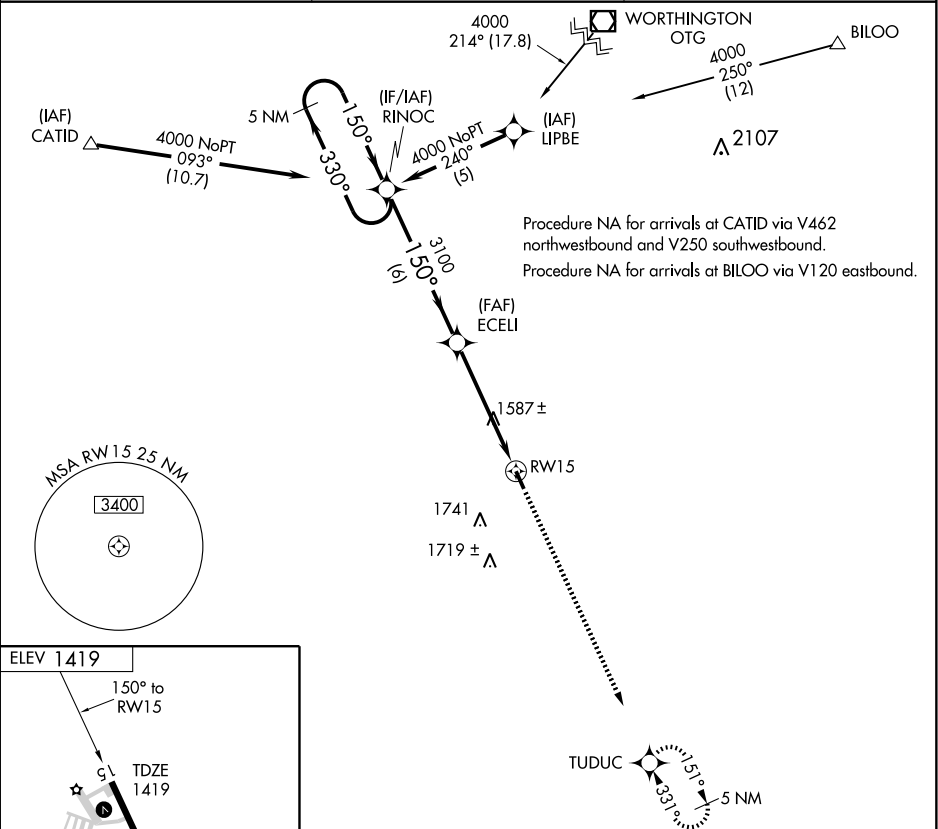 4000
214° (17.8)
WORTHINGTON
OTG
BILOO
4000
250°
(12)
(IAF)
CATID
4000 NoPT
093°
(10.7)
5 NM
150°
330°
(IF/IAF)
RINOC
4000 NoPT
240°
(5)
(IAF)
LIPBE
2107
Procedure NA for arrivals at CATID via V462
northwestbound and V250 southwestbound.
Procedure NA for arrivals at BILOO via V120 eastbound.
3100
150°
(6)
(FAF)
ECELI
1587 ±
RW15
1741
1719 ±
MSA RW15 25 NM
3400
ELEV 1419
150° to
RW15
15
TDZE
1419
TUDUC
151°
331°
5 NM